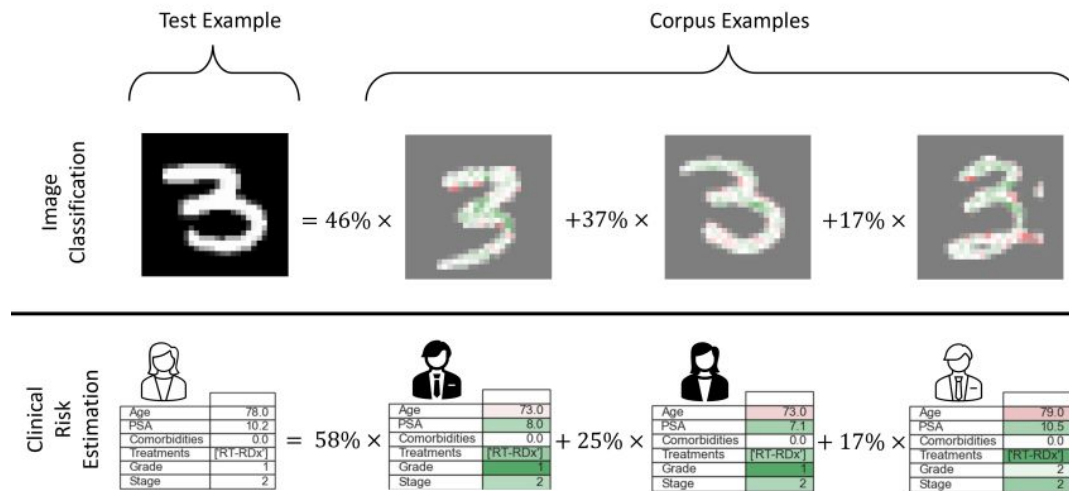 Test Example
Corpus Examples
Image
Classification
= 46% ×
+37% ×
+17% ×
Clinical
Risk
Estimation
Age 78.0
PSA 10.2
Comorbidities 0.0
Treatments ['RT-RDx']
Grade 1
Stage 2
= 58% ×
Age 73.0
PSA 8.0
Comorbidities 0.0
Treatments ['RT-RDx']
Grade 1
Stage 2
+ 25% ×
Age 73.0
PSA 7.1
Comorbidities 0.0
Treatments ['RT-RDx']
Grade 1
Stage 2
+ 17% ×
Age 79.0
PSA 10.5
Comorbidities 0.0
Treatments ['RT-RDx']
Grade 2
Stage 2
3
3
3
3